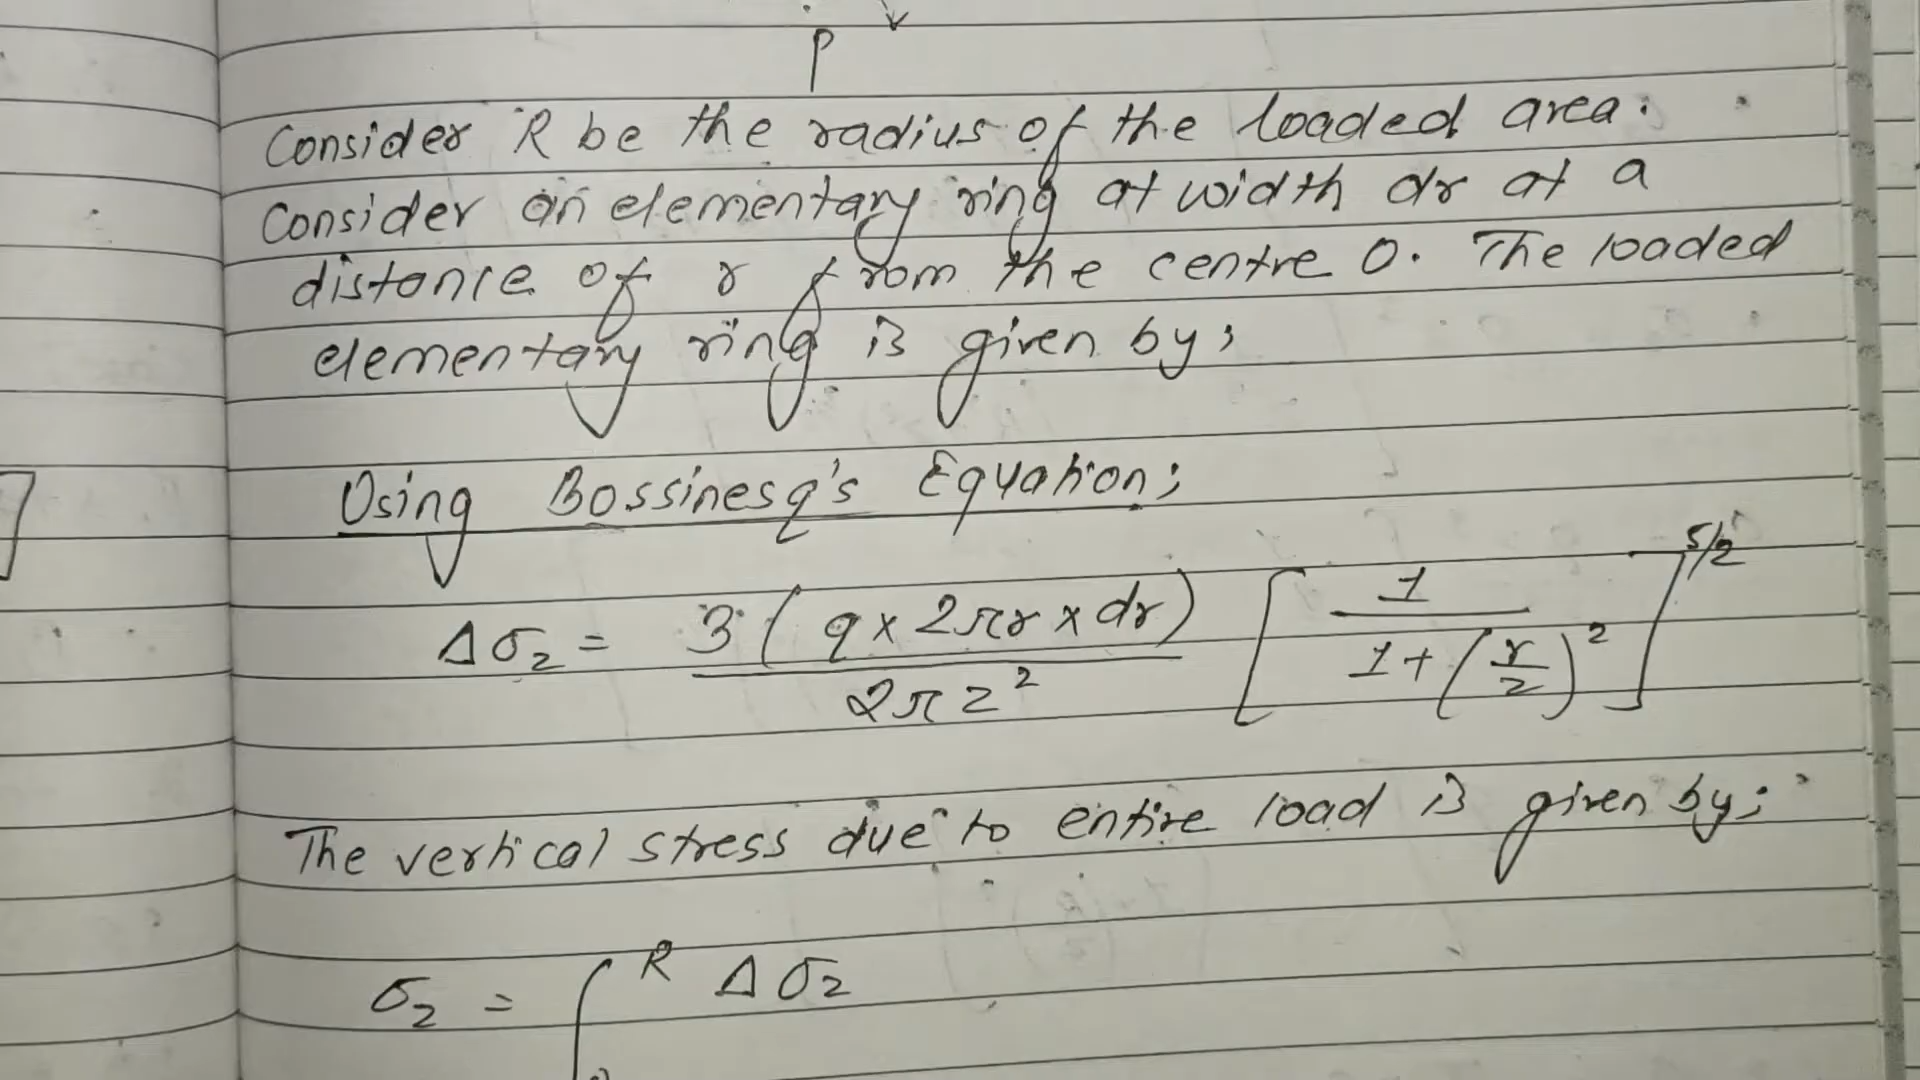 P
Consider R be the radius of the loaded area.
Consider an elementary ring at width dr at a
distance of r from the centre O. The loaded
elementary ring is given by;
Using Bossinesq's Equation;
Δσz = 3(q × 2πr × dr) / 2πz² [1 / 1+(r/z)²]^5/2
The vertical stress due to entire load is given by;
σz = ∫₀^R Δσz